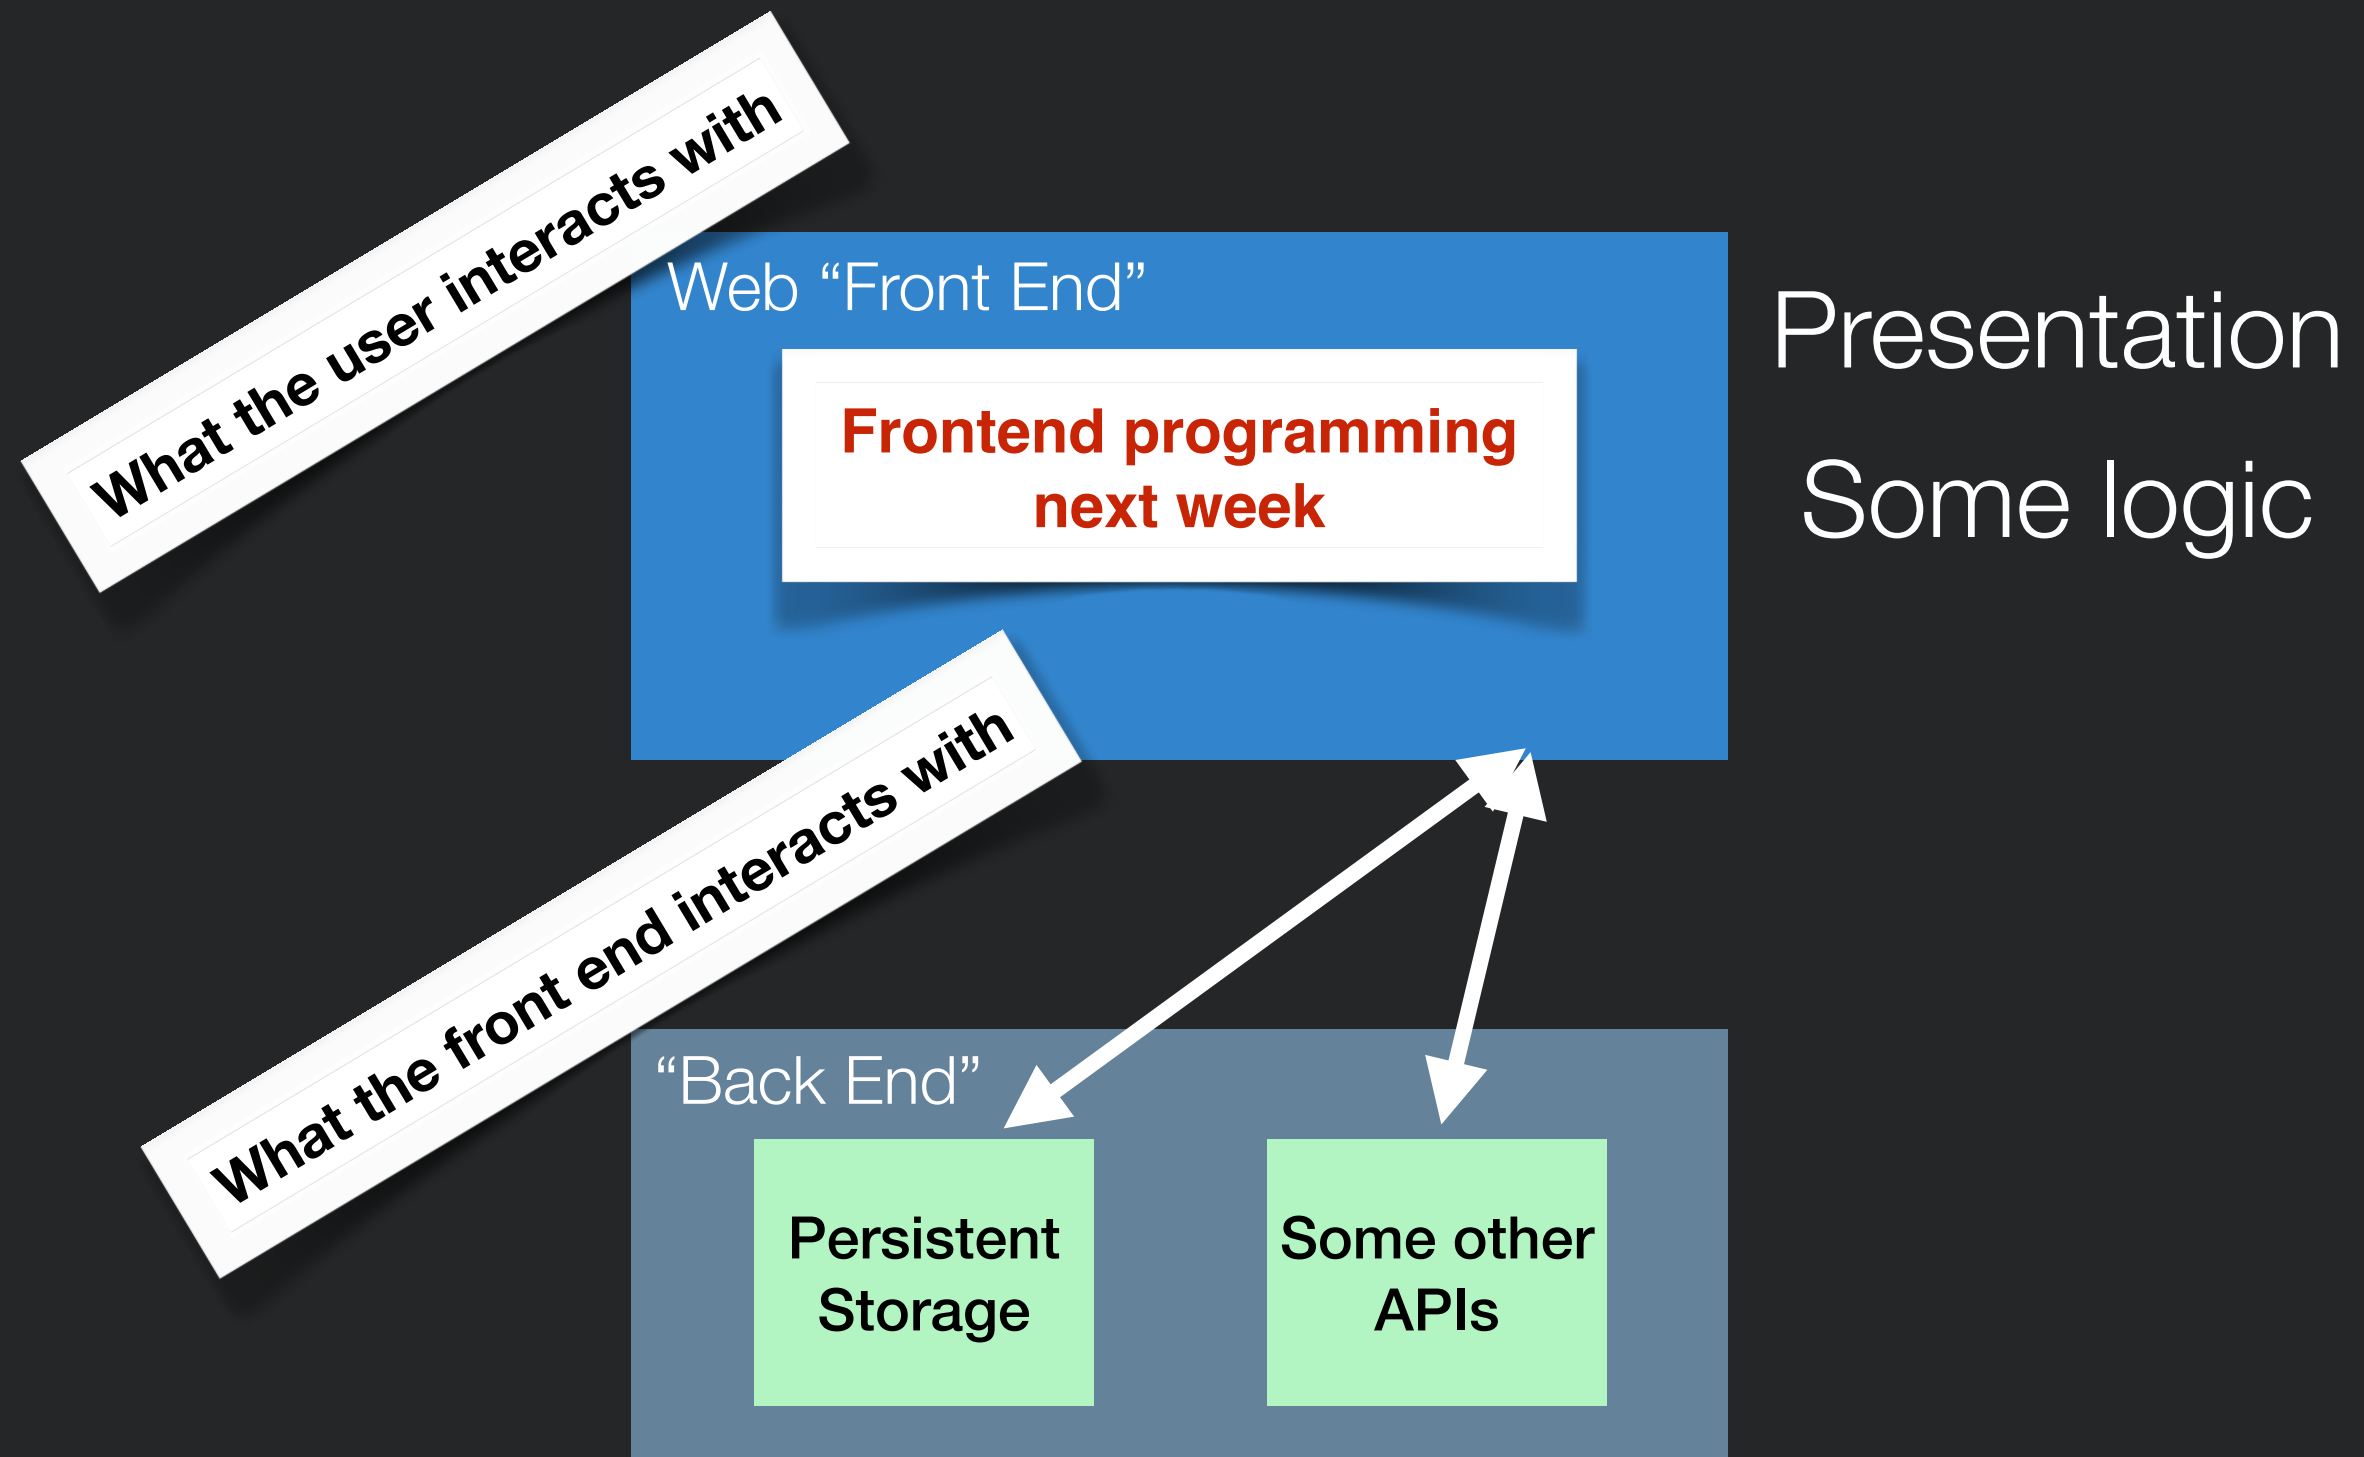 What the user interacts with
Web “Front End”
Frontend programming
next week
Presentation
Some logic
What the front end interacts with
“Back End”
Persistent
Storage
Some other
APIs